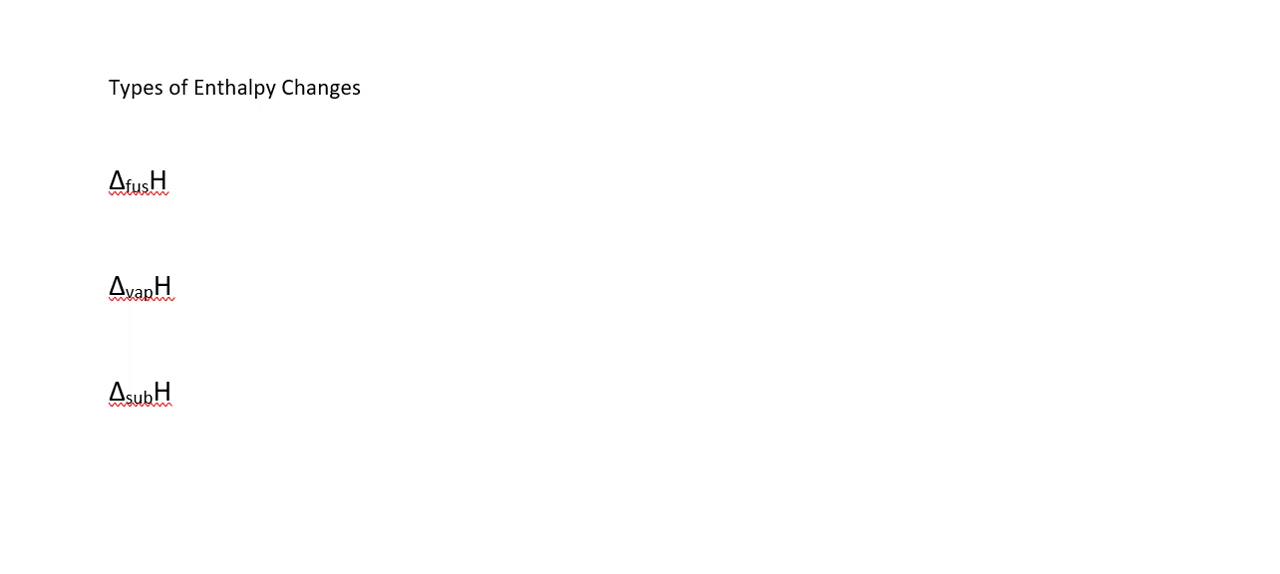 Types of Enthalpy Changes
ΔfusH
ΔvapH
ΔsubH